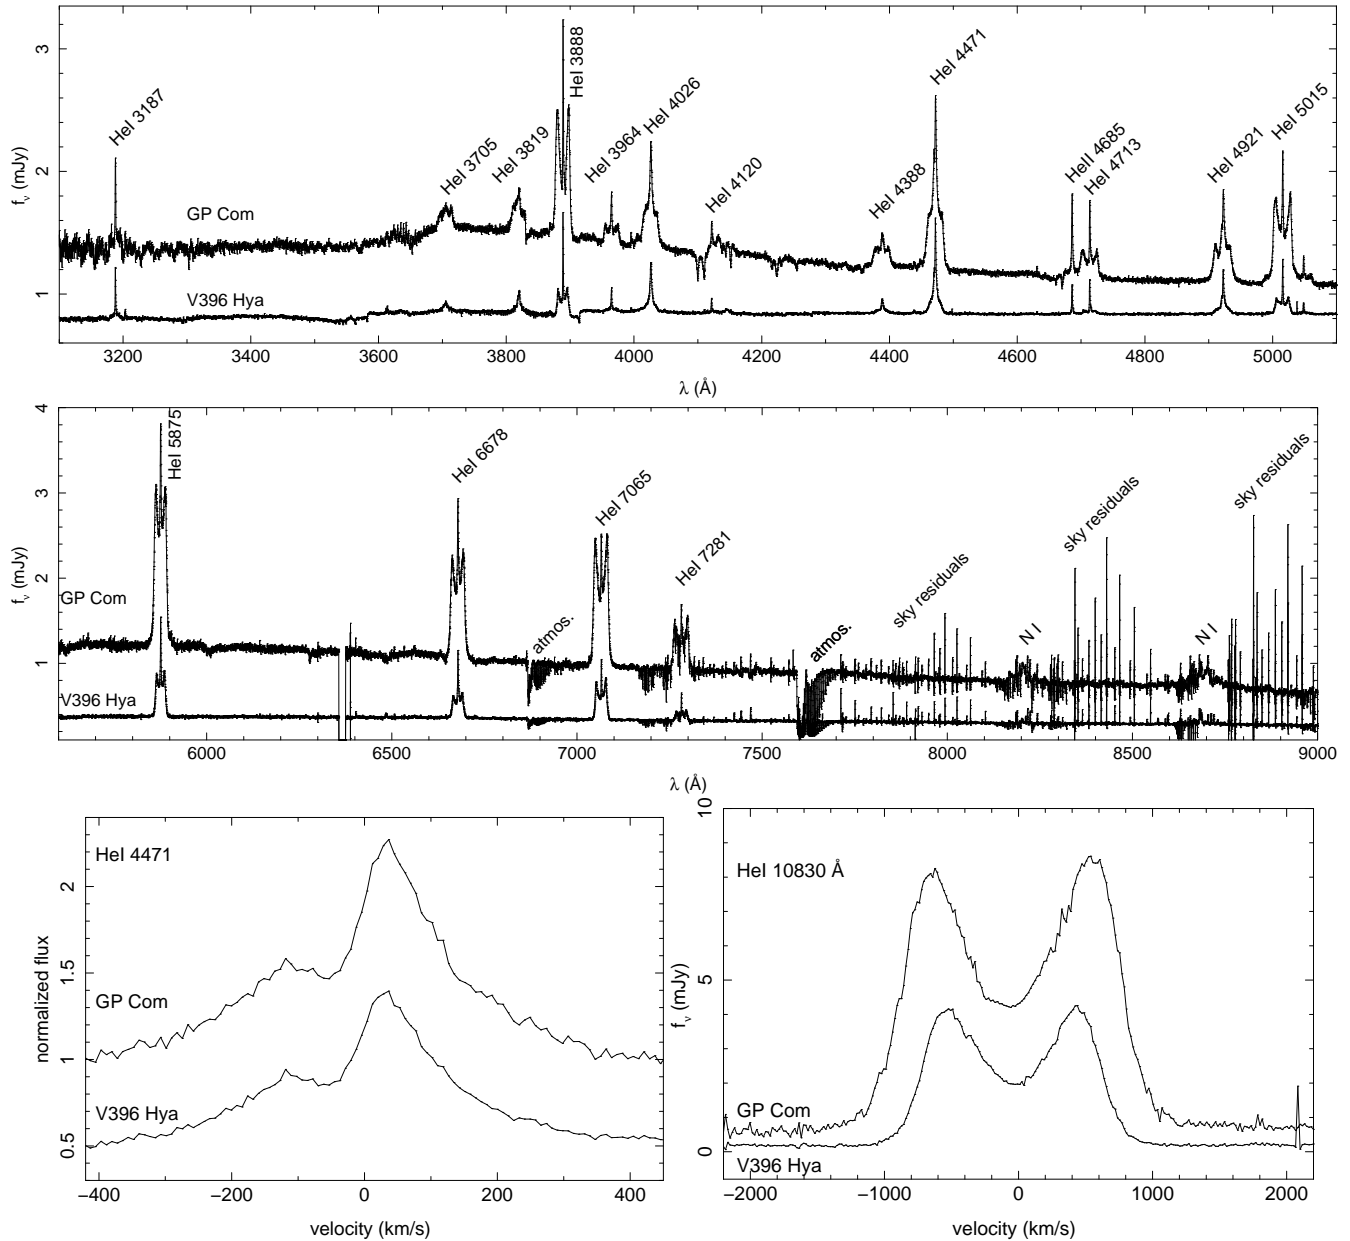 3
2
1
f_ν (mJy)
HeI 3187
HeI 3705
HeI 3819
HeI 3888
HeI 3964
HeI 4026
HeI 4120
HeI 4388
HeI 4471
HeII 4685
HeI 4713
HeI 4921
HeI 5015
GP Com
V396 Hya
3200 3400 3600 3800 4000 4200 4400 4600 4800 5000
λ (Å)
4
3
2
1
f_ν (mJy)
HeI 5875
HeI 6678
HeI 7065
HeI 7281
atmos.
atmos.
sky residuals
N I
sky residuals
N I
sky residuals
GP Com
V396 Hya
6000 6500 7000 7500 8000 8500 9000
λ (Å)
HeI 4471
2
1.5
1
0.5
normalized flux
GP Com
V396 Hya
−400 −200 0 200 400
velocity (km/s)
10
5
0
f_ν (mJy)
HeI 10830 Å
GP Com
V396 Hya
−2000 −1000 0 1000 2000
velocity (km/s)